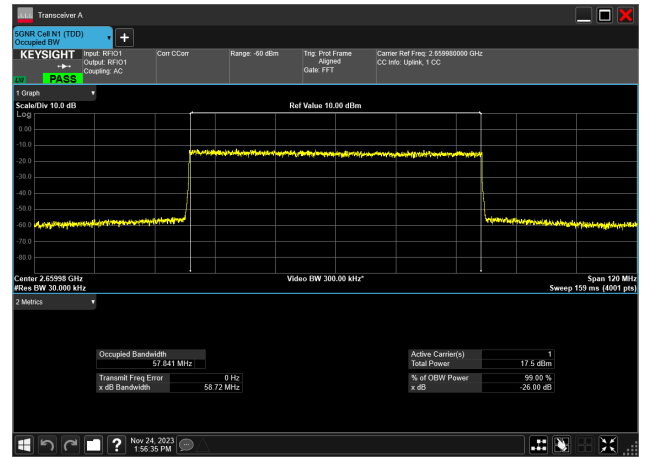 Transceiver A
5GNR Cell N1 (TDD)
Occupied BW
KEYSIGHT
LXI
PASS
Input: RFIO1
Output: RFIO1
Coupling: AC
Corr CCorr
Range: -60 dBm
Trig: Prot Frame
Aligned
Gate: FFT
Carrier Ref Freq: 2.659980000 GHz
CC Info: Uplink, 1 CC
1 Graph
Scale/Div 10.0 dB
Ref Value 10.00 dBm
Log
0.00
-10.0
-20.0
-30.0
-40.0
-50.0
-60.0
-70.0
-80.0
Center 2.65998 GHz
Video BW 300.00 kHz*
Span 120 MHz
#Res BW 30.000 kHz
Sweep 159 ms (4001 pts)
2 Metrics
Occupied Bandwidth
57.841 MHz
Transmit Freq Error 0 Hz
x dB Bandwidth 58.72 MHz
Active Carrier(s) 1
Total Power 17.5 dBm
% of OBW Power 99.00 %
x dB -26.00 dB
Nov 24, 2023
1:56:35 PM